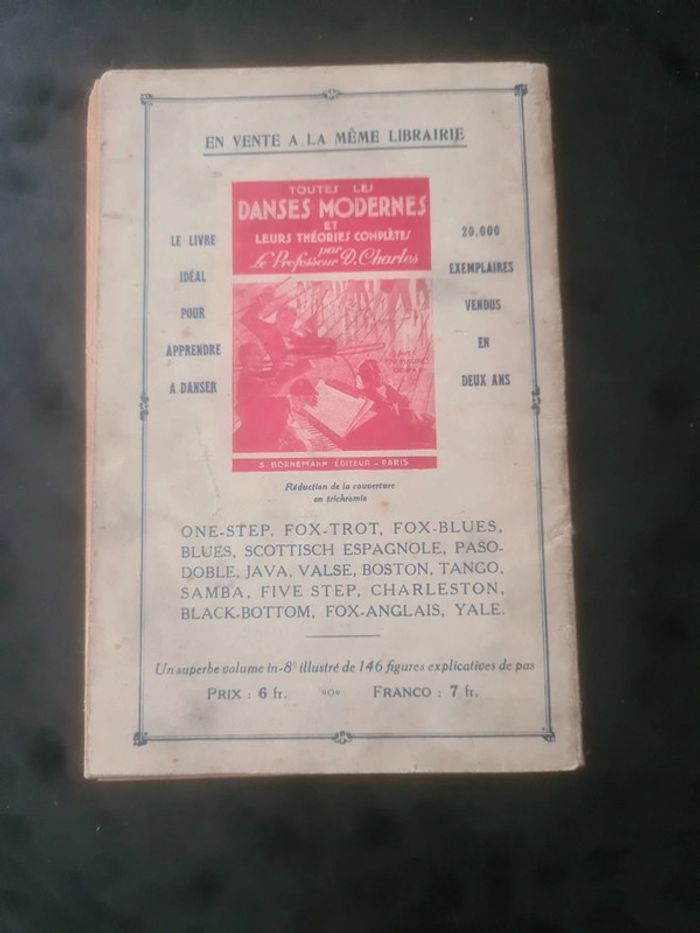 EN VENTE A LA MÊME LIBRAIRIE
TOUTES LES
DANSES MODERNES
ET
LEURS THÉORIES COMPLÈTES
par
Le Professeur D. Charles
LE LIVRE
IDÉAL
POUR
APPRENDRE
A DANSER
20.000
EXEMPLAIRES
VENDUS
EN
DEUX ANS
S. BORNEMANN ÉDITEUR - PARIS
Réduction de la couverture
en trichromie
ONE-STEP, FOX-TROT, FOX-BLUES,
BLUES, SCOTTISCH ESPAGNOLE, PASO-
DOBLE, JAVA, VALSE, BOSTON, TANGO,
SAMBA, FIVE STEP, CHARLESTON,
BLACK-BOTTOM, FOX-ANGLAIS, YALE.
Un superbe volume in-8º illustré de 146 figures explicatives de pas
PRIX : 6 fr. FRANCO : 7 fr.